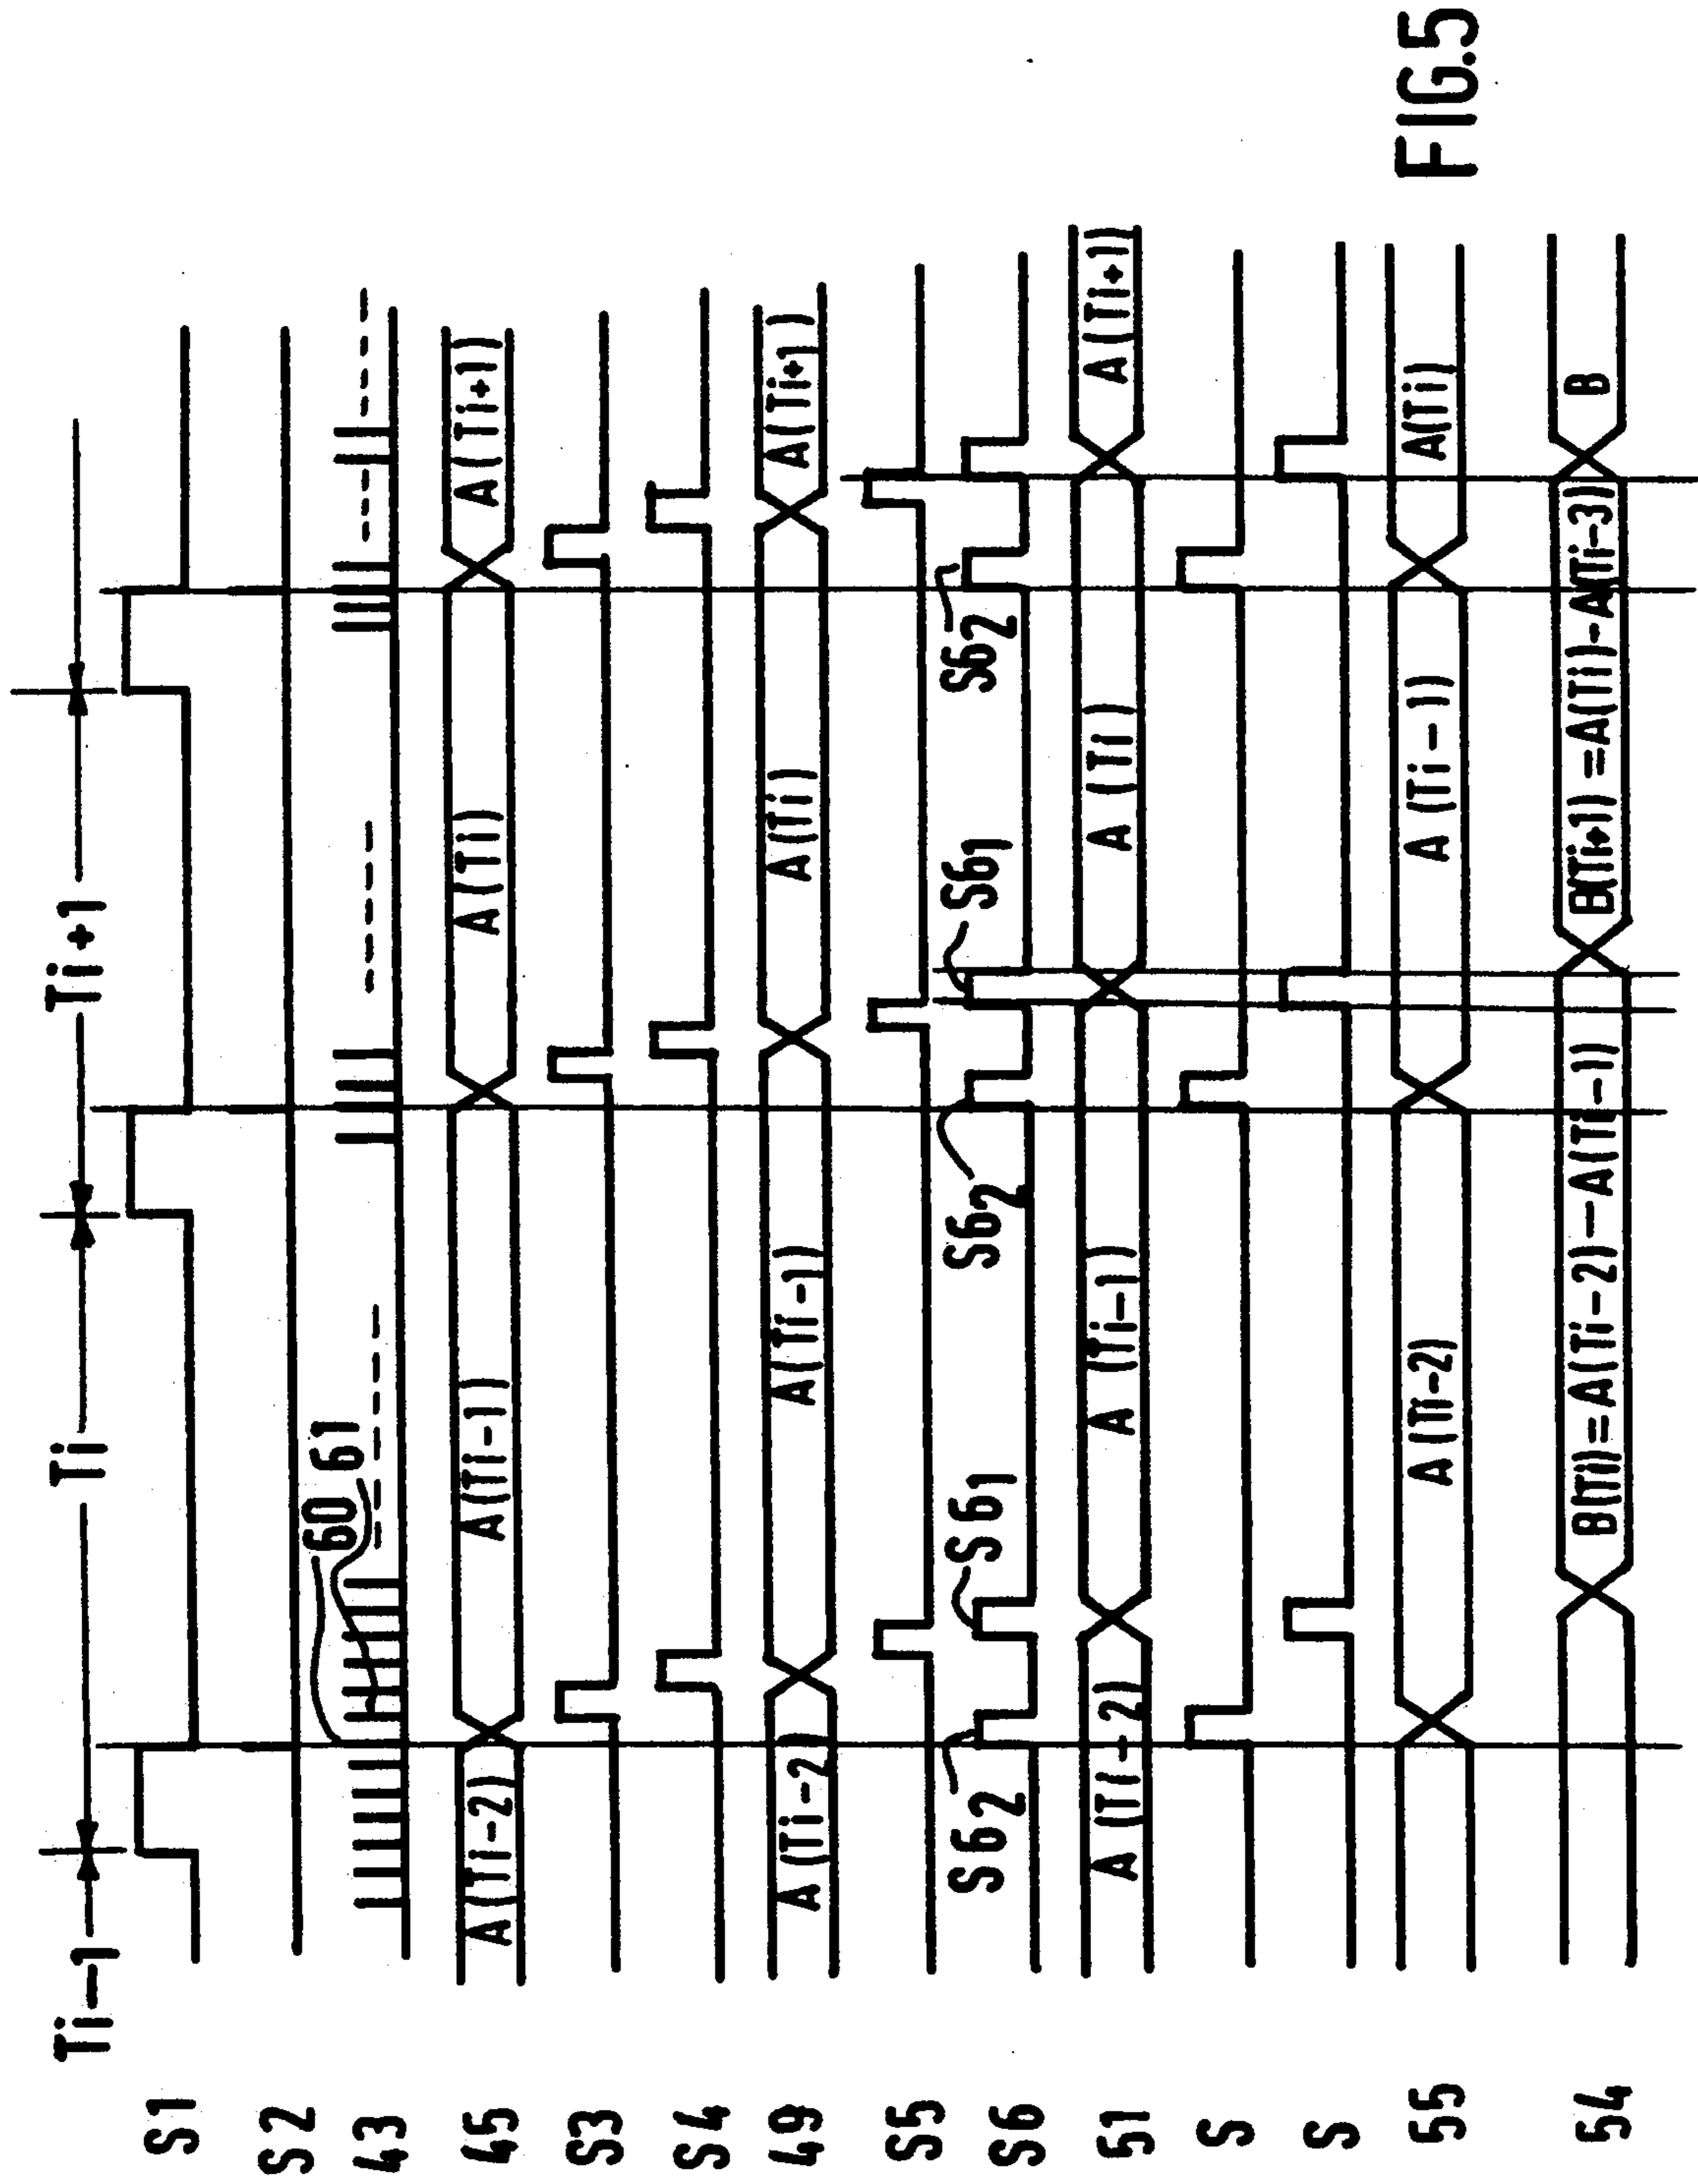 Ti-1 Ti Ti+1
S1
S2
43 60 61
45 A(Ti-2) A(Ti-1) A(Ti) A(Ti+1)
S3
S4
49 A(Ti-2) A(Ti-1) A(Ti) A(Ti+1)
S5
S6 S62 S61 S62 S61 S62
51 A(Ti-2) A(Ti-1) A(Ti) A(Ti+1)
S
S
55 A(Ti-2) A(Ti-1) A(Ti)
54 B(Ti)=A(Ti-2)-A(Ti-1) B(Ti+1)=A(Ti)-A(Ti-3) B
FIG.5